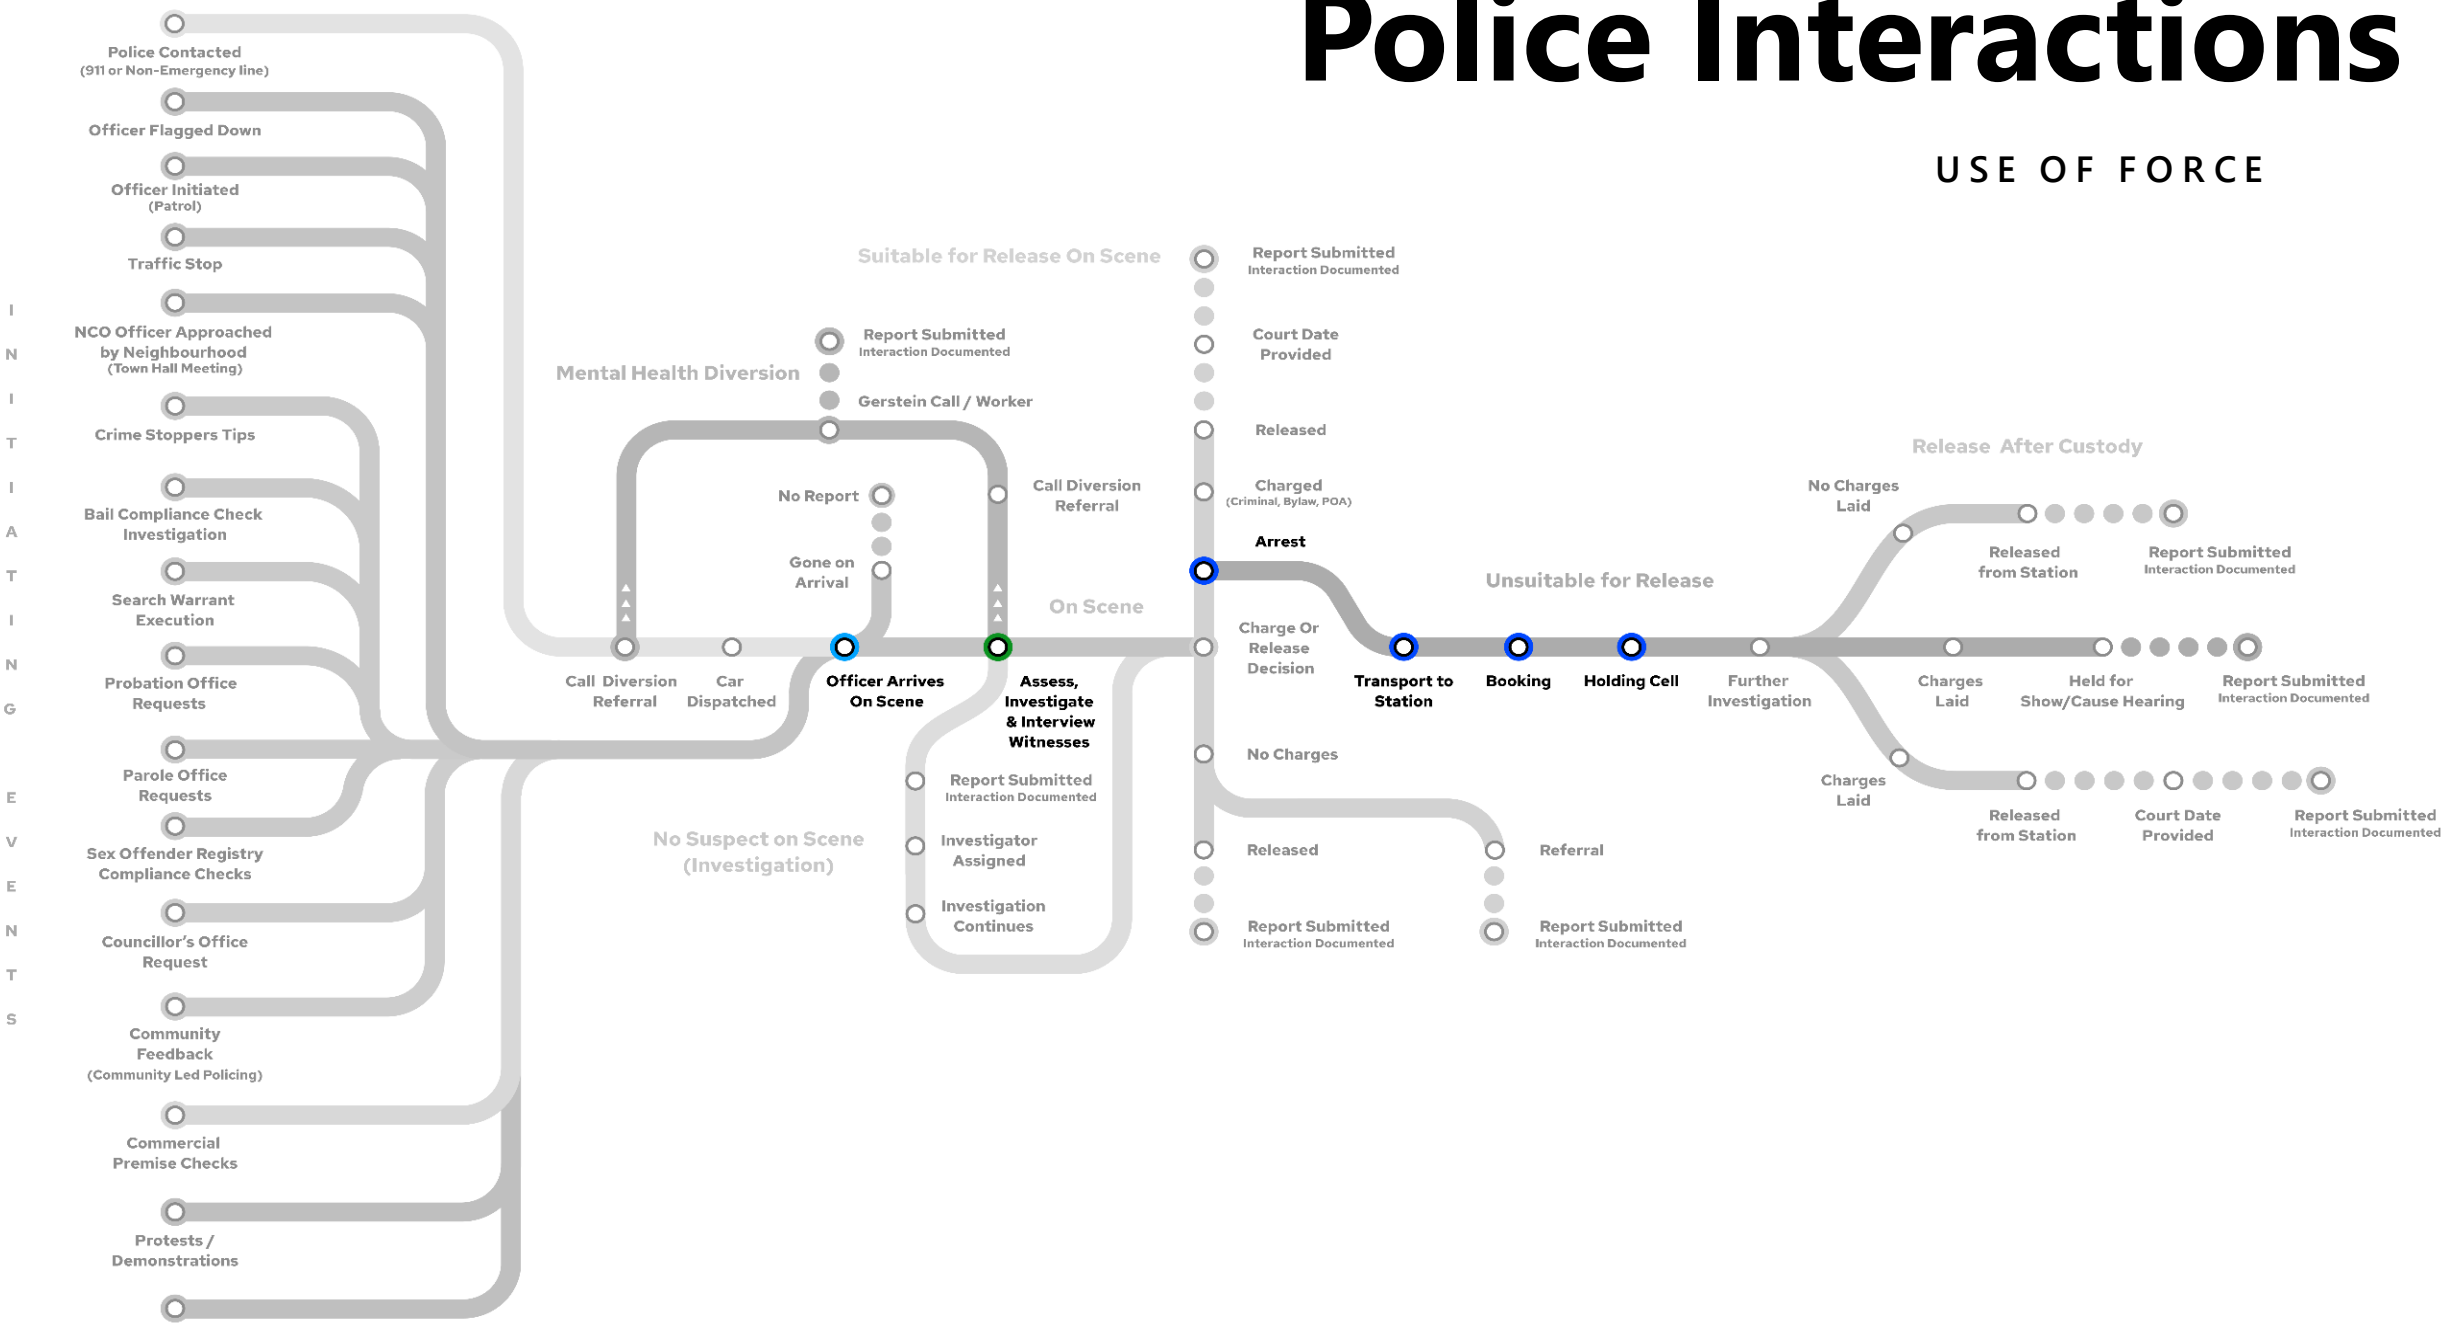 Police Interactions
USE OF FORCE
INITIATING EVENTS
Police Contacted
(911 or Non-Emergency line)
Officer Flagged Down
Officer Initiated
(Patrol)
Traffic Stop
NCO Officer Approached
by Neighbourhood
(Town Hall Meeting)
Crime Stoppers Tips
Bail Compliance Check
Investigation
Search Warrant
Execution
Probation Office
Requests
Parole Office
Requests
Sex Offender Registry
Compliance Checks
Councillor's Office
Request
Community
Feedback
(Community Led Policing)
Commercial
Premise Checks
Protests /
Demonstrations
Mental Health Diversion
Report Submitted
Interaction Documented
Gerstein Call / Worker
No Report
Gone on
Arrival
Call Diversion
Referral
On Scene
Call Diversion
Referral
Car
Dispatched
Officer Arrives
On Scene
Assess,
Investigate
& Interview
Witnesses
No Suspect on Scene
(Investigation)
Report Submitted
Interaction Documented
Investigator
Assigned
Investigation
Continues
Suitable for Release On Scene
Report Submitted
Interaction Documented
Court Date
Provided
Released
Charged
(Criminal, Bylaw, POA)
Arrest
Charge Or
Release
Decision
No Charges
Released
Report Submitted
Interaction Documented
Referral
Report Submitted
Interaction Documented
Unsuitable for Release
Transport to
Station
Booking
Holding Cell
Further
Investigation
Release After Custody
No Charges
Laid
Released
from Station
Report Submitted
Interaction Documented
Charges
Laid
Held for
Show/Cause Hearing
Report Submitted
Interaction Documented
Charges
Laid
Released
from Station
Court Date
Provided
Report Submitted
Interaction Documented